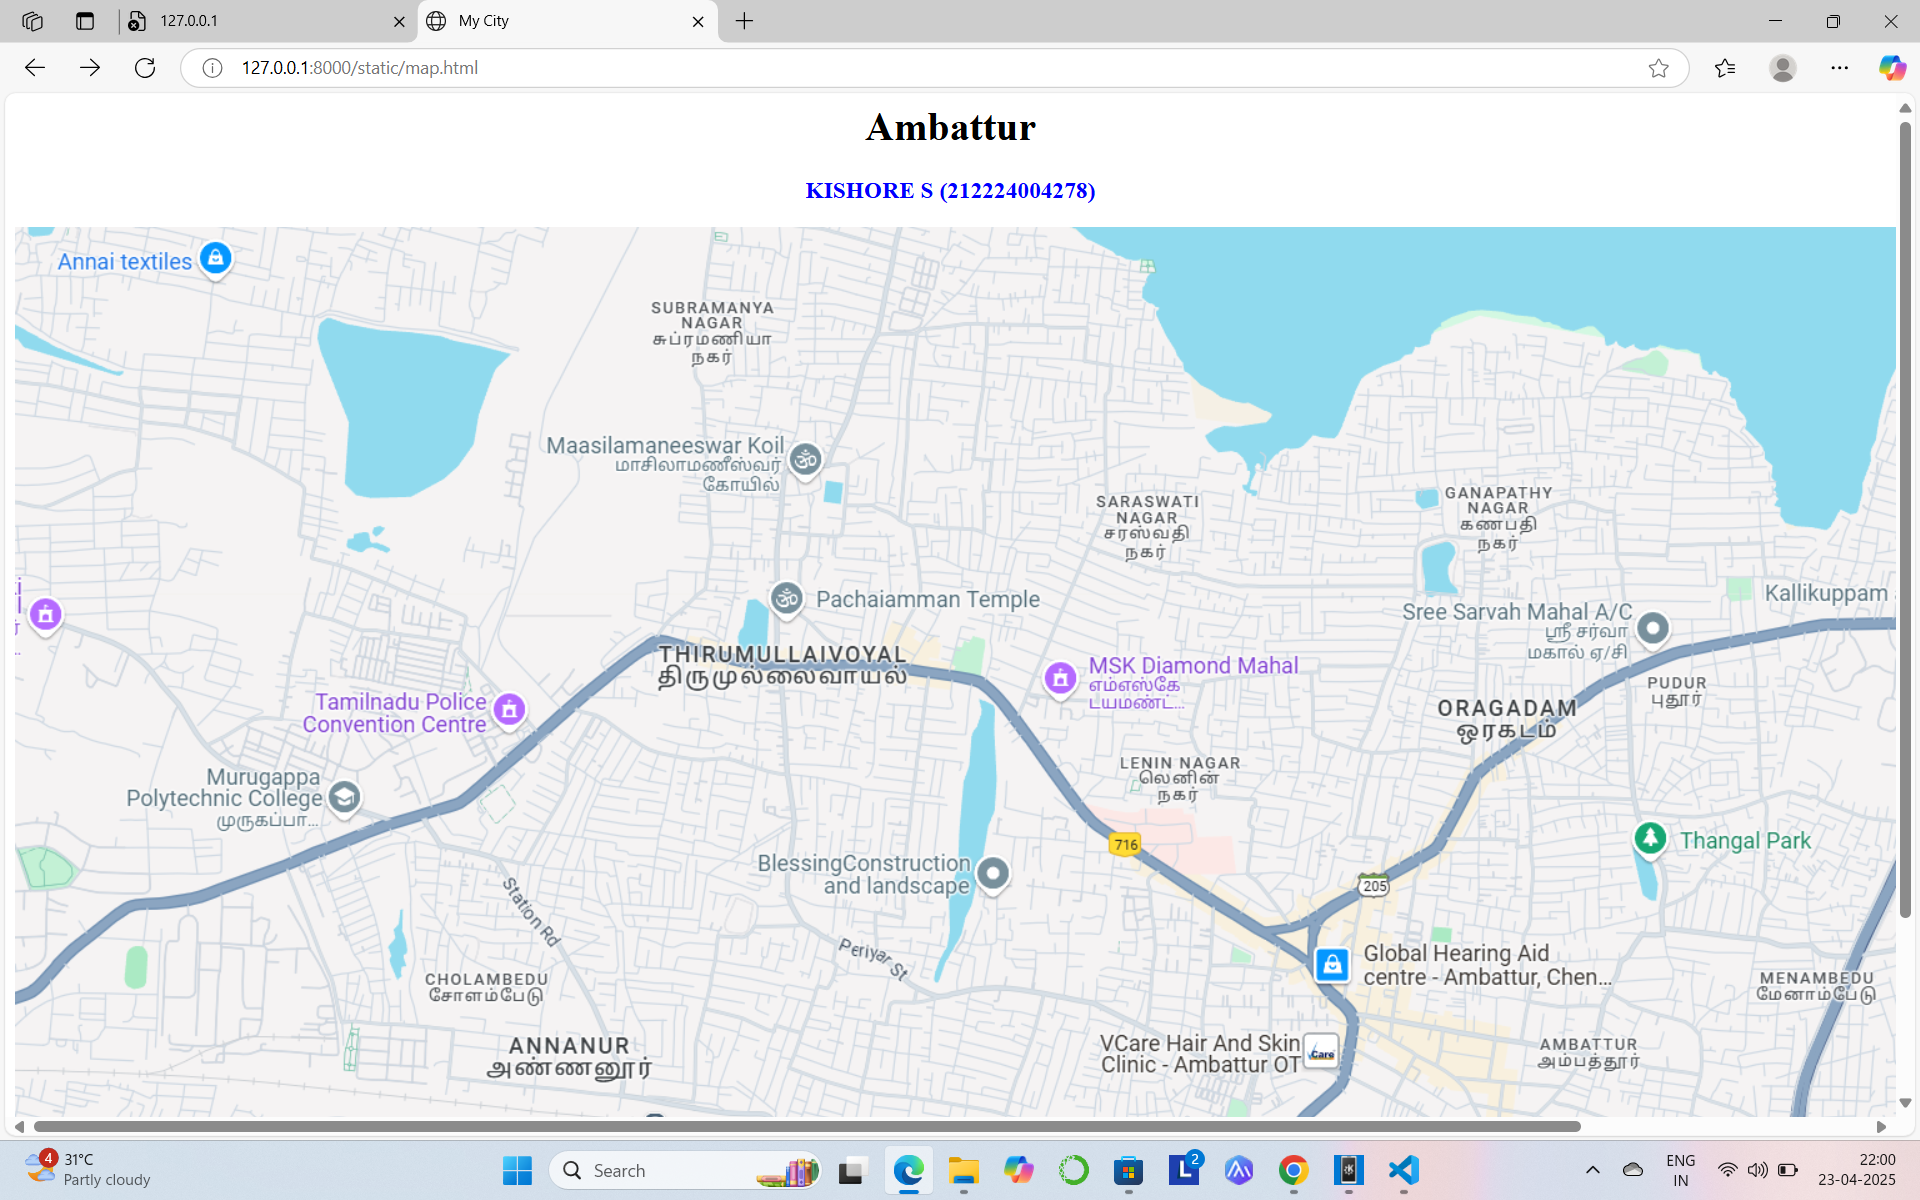 127.0.0.1
My City
127.0.0.1:8000/static/map.html
Ambattur
KISHORE S (212224004278)
Annai textiles
SUBRAMANYA
NAGAR
சுப்ரமணியா
நகர்
Maasilamaneeswar Koil
மாசிலாமணீஸ்வர்
கோயில்
SARASWATI
NAGAR
சரஸ்வதி
நகர்
GANAPATHY
NAGAR
கணபதி
நகர்
Pachaiamman Temple
Kallikuppam
Sree Sarvah Mahal A/C
ஸ்ரீ சர்வா
மகால் ஏ/சி
THIRUMULLAIVOYAL
திருமுல்லைவாயல்
MSK Diamond Mahal
எம்எஸ்கே
டயமண்ட்...
PUDUR
புதூர்
Tamilnadu Police
Convention Centre
ORAGADAM
ஒரகடம்
LENIN NAGAR
லெனின்
நகர்
Murugappa
Polytechnic College
முருகப்பா...
716
Thangal Park
BlessingConstruction
and landscape
205
Station Rd
Periyar St
Global Hearing Aid
centre - Ambattur, Chen...
CHOLAMBEDU
சோளம்பேடு
MENAMBEDU
மேனாம்பேடு
ANNANUR
அண்ணனூர்
VCare Hair And Skin
Clinic - Ambattur OT
vCare
AMBATTUR
அம்பத்தூர்
4
31°C
Partly cloudy
Search
L
2
ENG
IN
22:00
23-04-2025